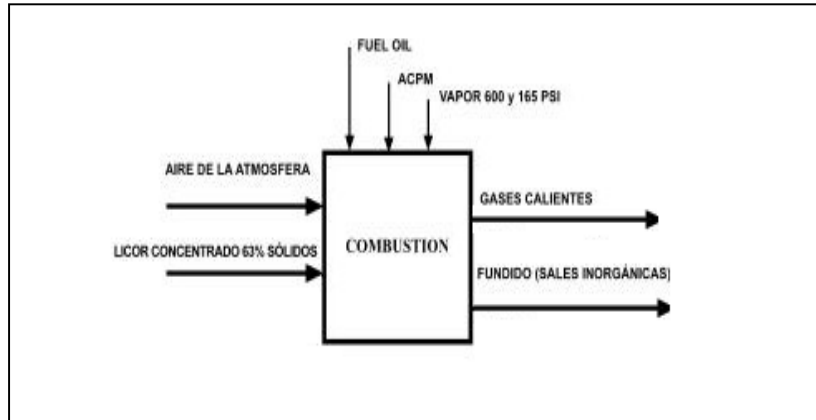 FUEL OIL
ACPM
VAPOR 600 y 165 PSI
AIRE DE LA ATMOSFERA
GASES CALIENTES
LICOR CONCENTRADO 63% SÓLIDOS
COMBUSTION
FUNDIDO (SALES INORGÁNICAS)